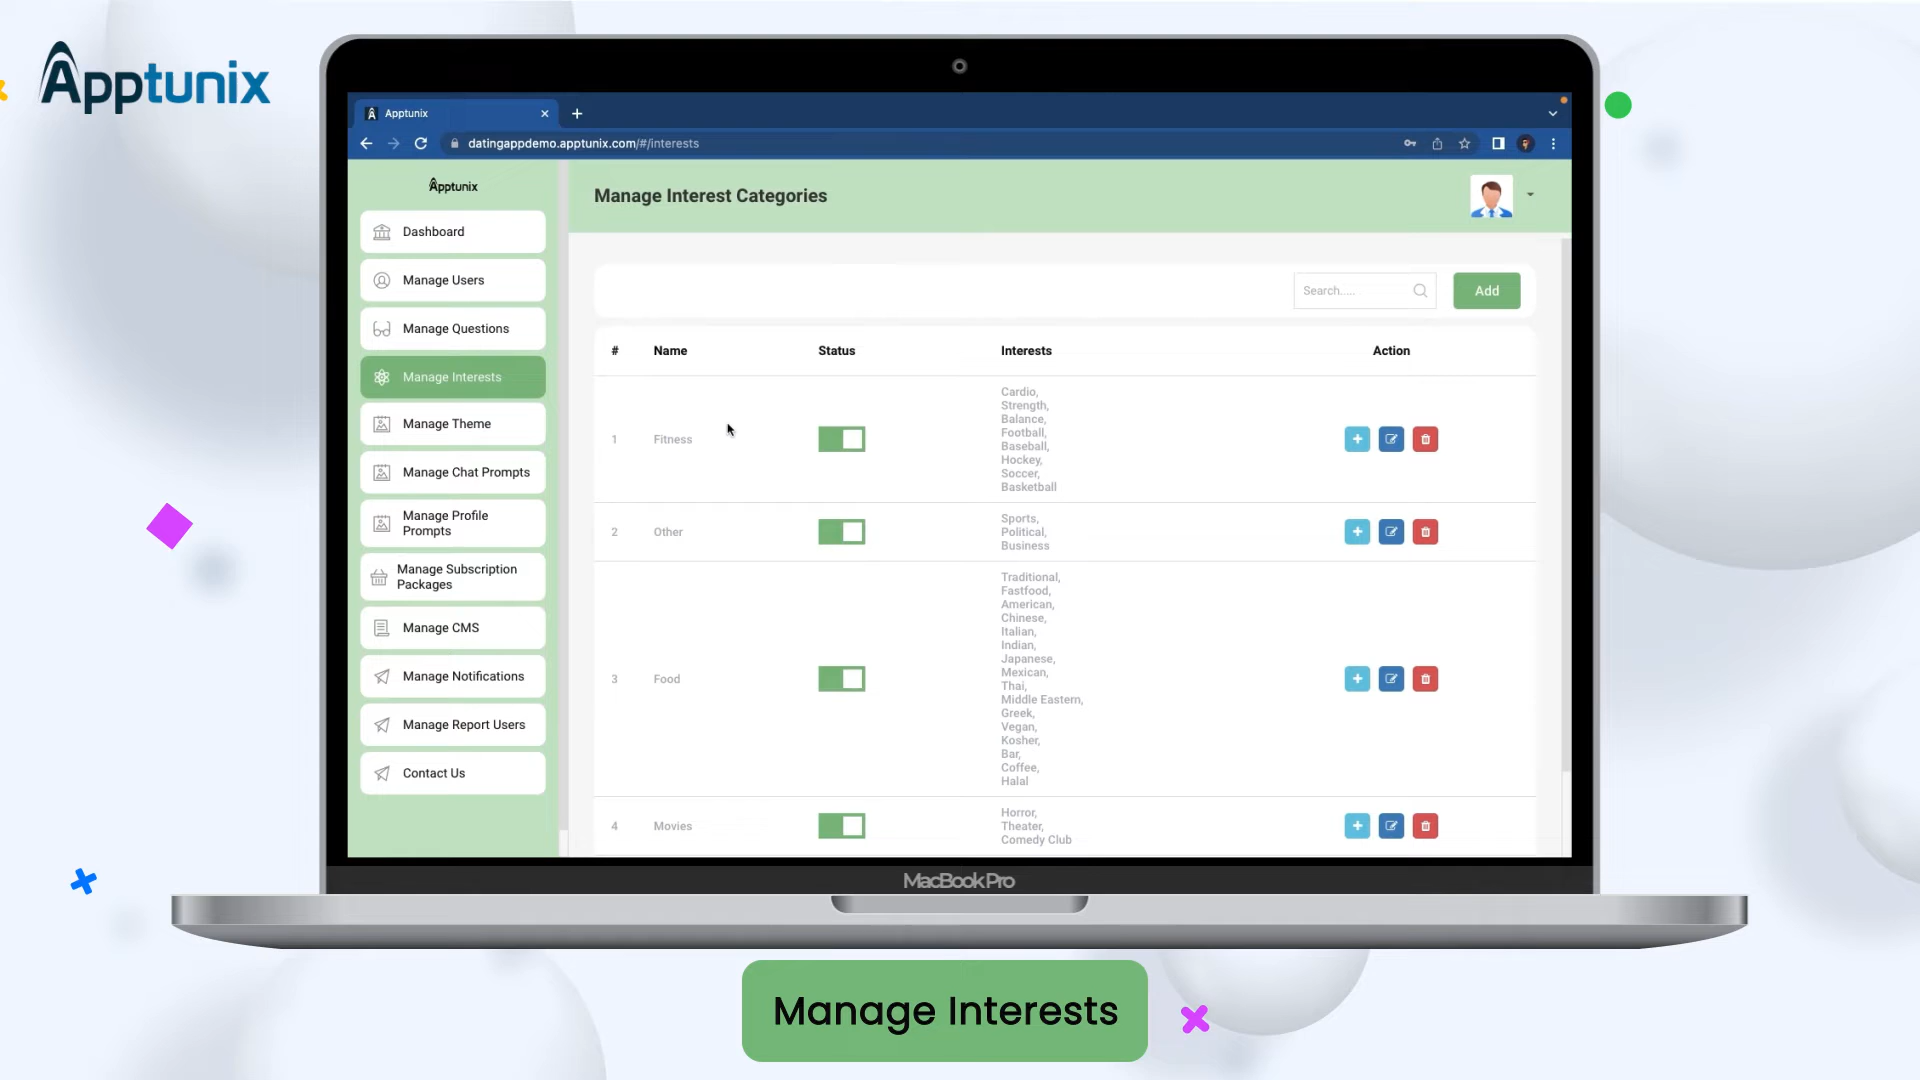 Apptunix
Apptunix
datingappdemo.apptunix.com/#/interests
Apptunix
Manage Interest Categories
Dashboard
Manage Users
Manage Questions
Manage Interests
Manage Theme
Manage Chat Prompts
Manage Profile
Prompts
Manage Subscription
Packages
Manage CMS
Manage Notifications
Manage Report Users
Contact Us
Search.....
Add
# Name Status Interests Action
1 Fitness
Cardio,
Strength,
Balance,
Football,
Baseball,
Hockey,
Soccer,
Basketball
2 Other
Sports,
Political,
Business
3 Food
Traditional,
Fastfood,
American,
Chinese,
Italian,
Indian,
Japanese,
Mexican,
Thai,
Middle Eastern,
Greek,
Vegan,
Kosher,
Bar,
Coffee,
Halal
4 Movies
Horror,
Theater,
Comedy Club
MacBook Pro
Manage Interests